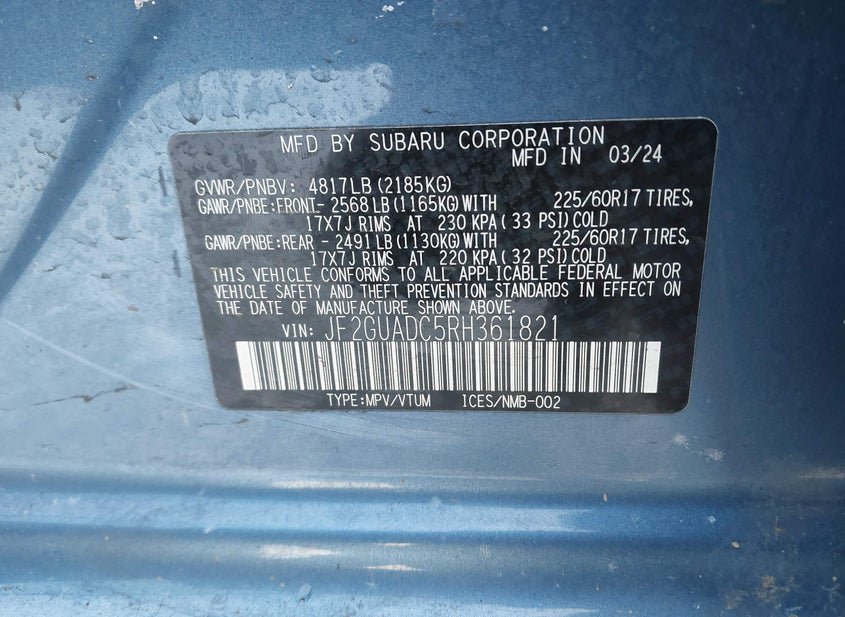 MFD BY SUBARU CORPORATION
MFD IN 03/24
GVWR/PNBV: 4817LB (2185KG)
GAWR/PNBE:FRONT- 2568 LB (1165KG) WITH 225/60R17 TIRES,
17X7J RIMS AT 230 KPA( 33 PSI) COLD
GAWR/PNBE:REAR - 2491 LB (1130KG) WITH 225/60R17 TIRES,
17X7J RIMS AT 220 KPA( 32 PSI) COLD
THIS VEHICLE CONFORMS TO ALL APPLICABLE FEDERAL MOTOR
VEHICLE SAFETY AND THEFT PREVENTION STANDARDS IN EFFECT ON
THE DATE OF MANUFACTURE SHOWN ABOVE.
VIN: JF2GUADC5RH361821
TYPE:MPV/VTUM ICES/NMB-002